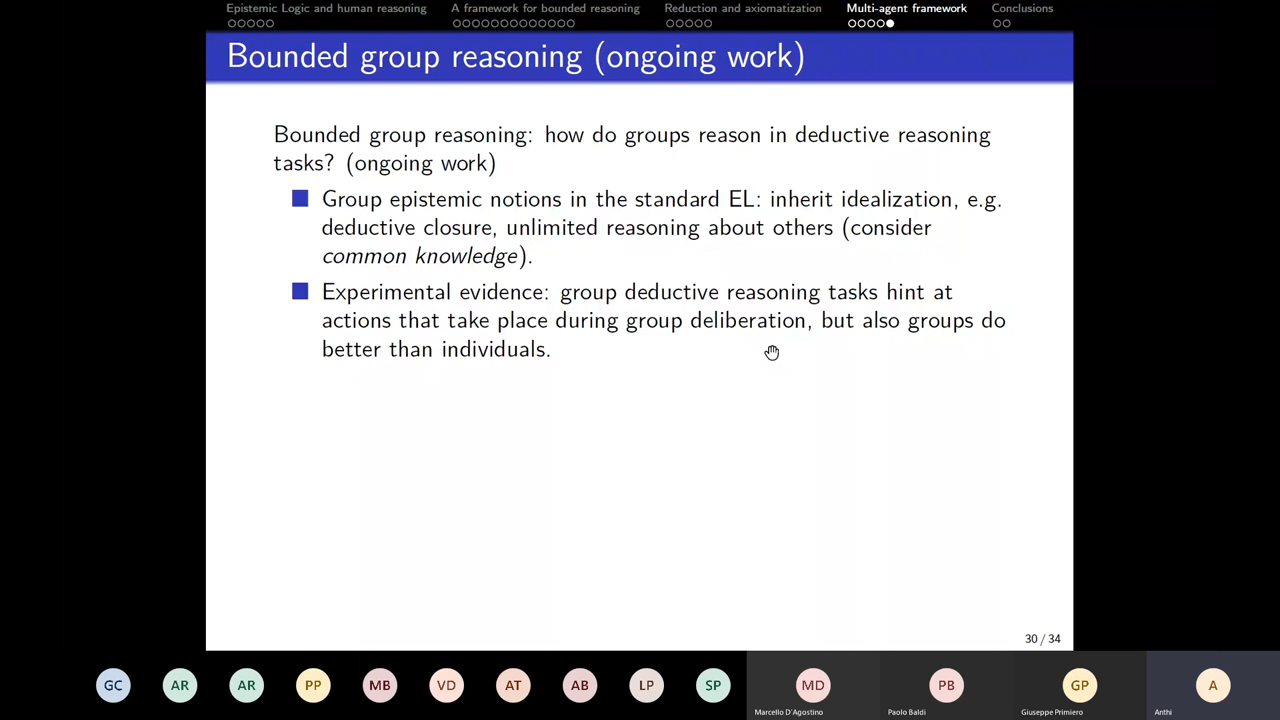 Epistemic Logic and human reasoning A framework for bounded reasoning Reduction and axiomatization Multi-agent framework Conclusions
Bounded group reasoning (ongoing work)
Bounded group reasoning: how do groups reason in deductive reasoning
tasks? (ongoing work)
Group epistemic notions in the standard EL: inherit idealization, e.g.
deductive closure, unlimited reasoning about others (consider
common knowledge).
Experimental evidence: group deductive reasoning tasks hint at
actions that take place during group deliberation, but also groups do
better than individuals.
30 / 34
GC AR AR PP MB VD AT AB LP SP MD PB GP A
Marcello D'Agostino Paolo Baldi Giuseppe Primiero Anthi